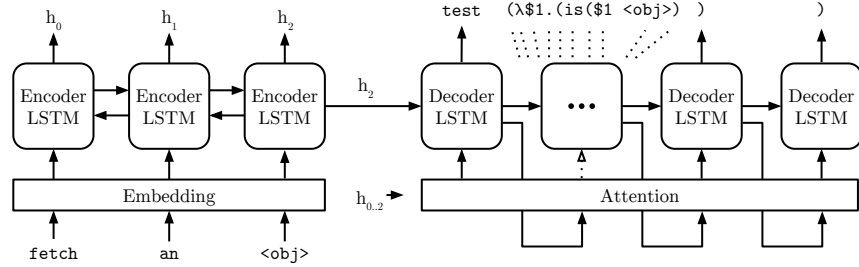 h₀ h₁ h₂ test (λ$1.(is($1 <obj>) ) )
Encoder LSTM Encoder LSTM Encoder LSTM h₂ Decoder LSTM ••• Decoder LSTM Decoder LSTM
Embedding h₀..₂ Attention
fetch an <obj>